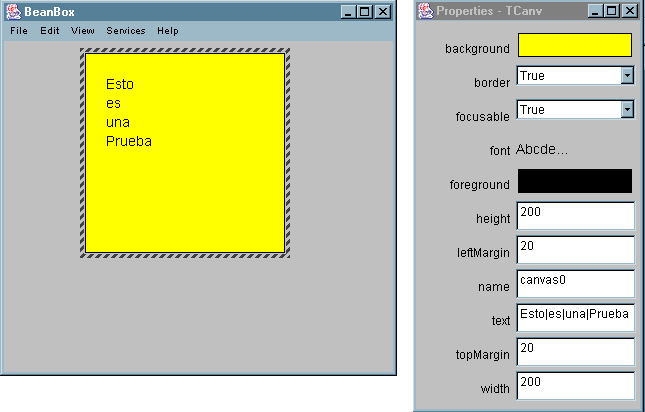 BeanBox
File Edit View Services Help
Esto
es
una
Prueba
Properties - TCanv
background
border True
focusable True
font Abcde...
foreground
height 200
leftMargin 20
name canvas0
text Esto|es|una|Prueba
topMargin 20
width 200